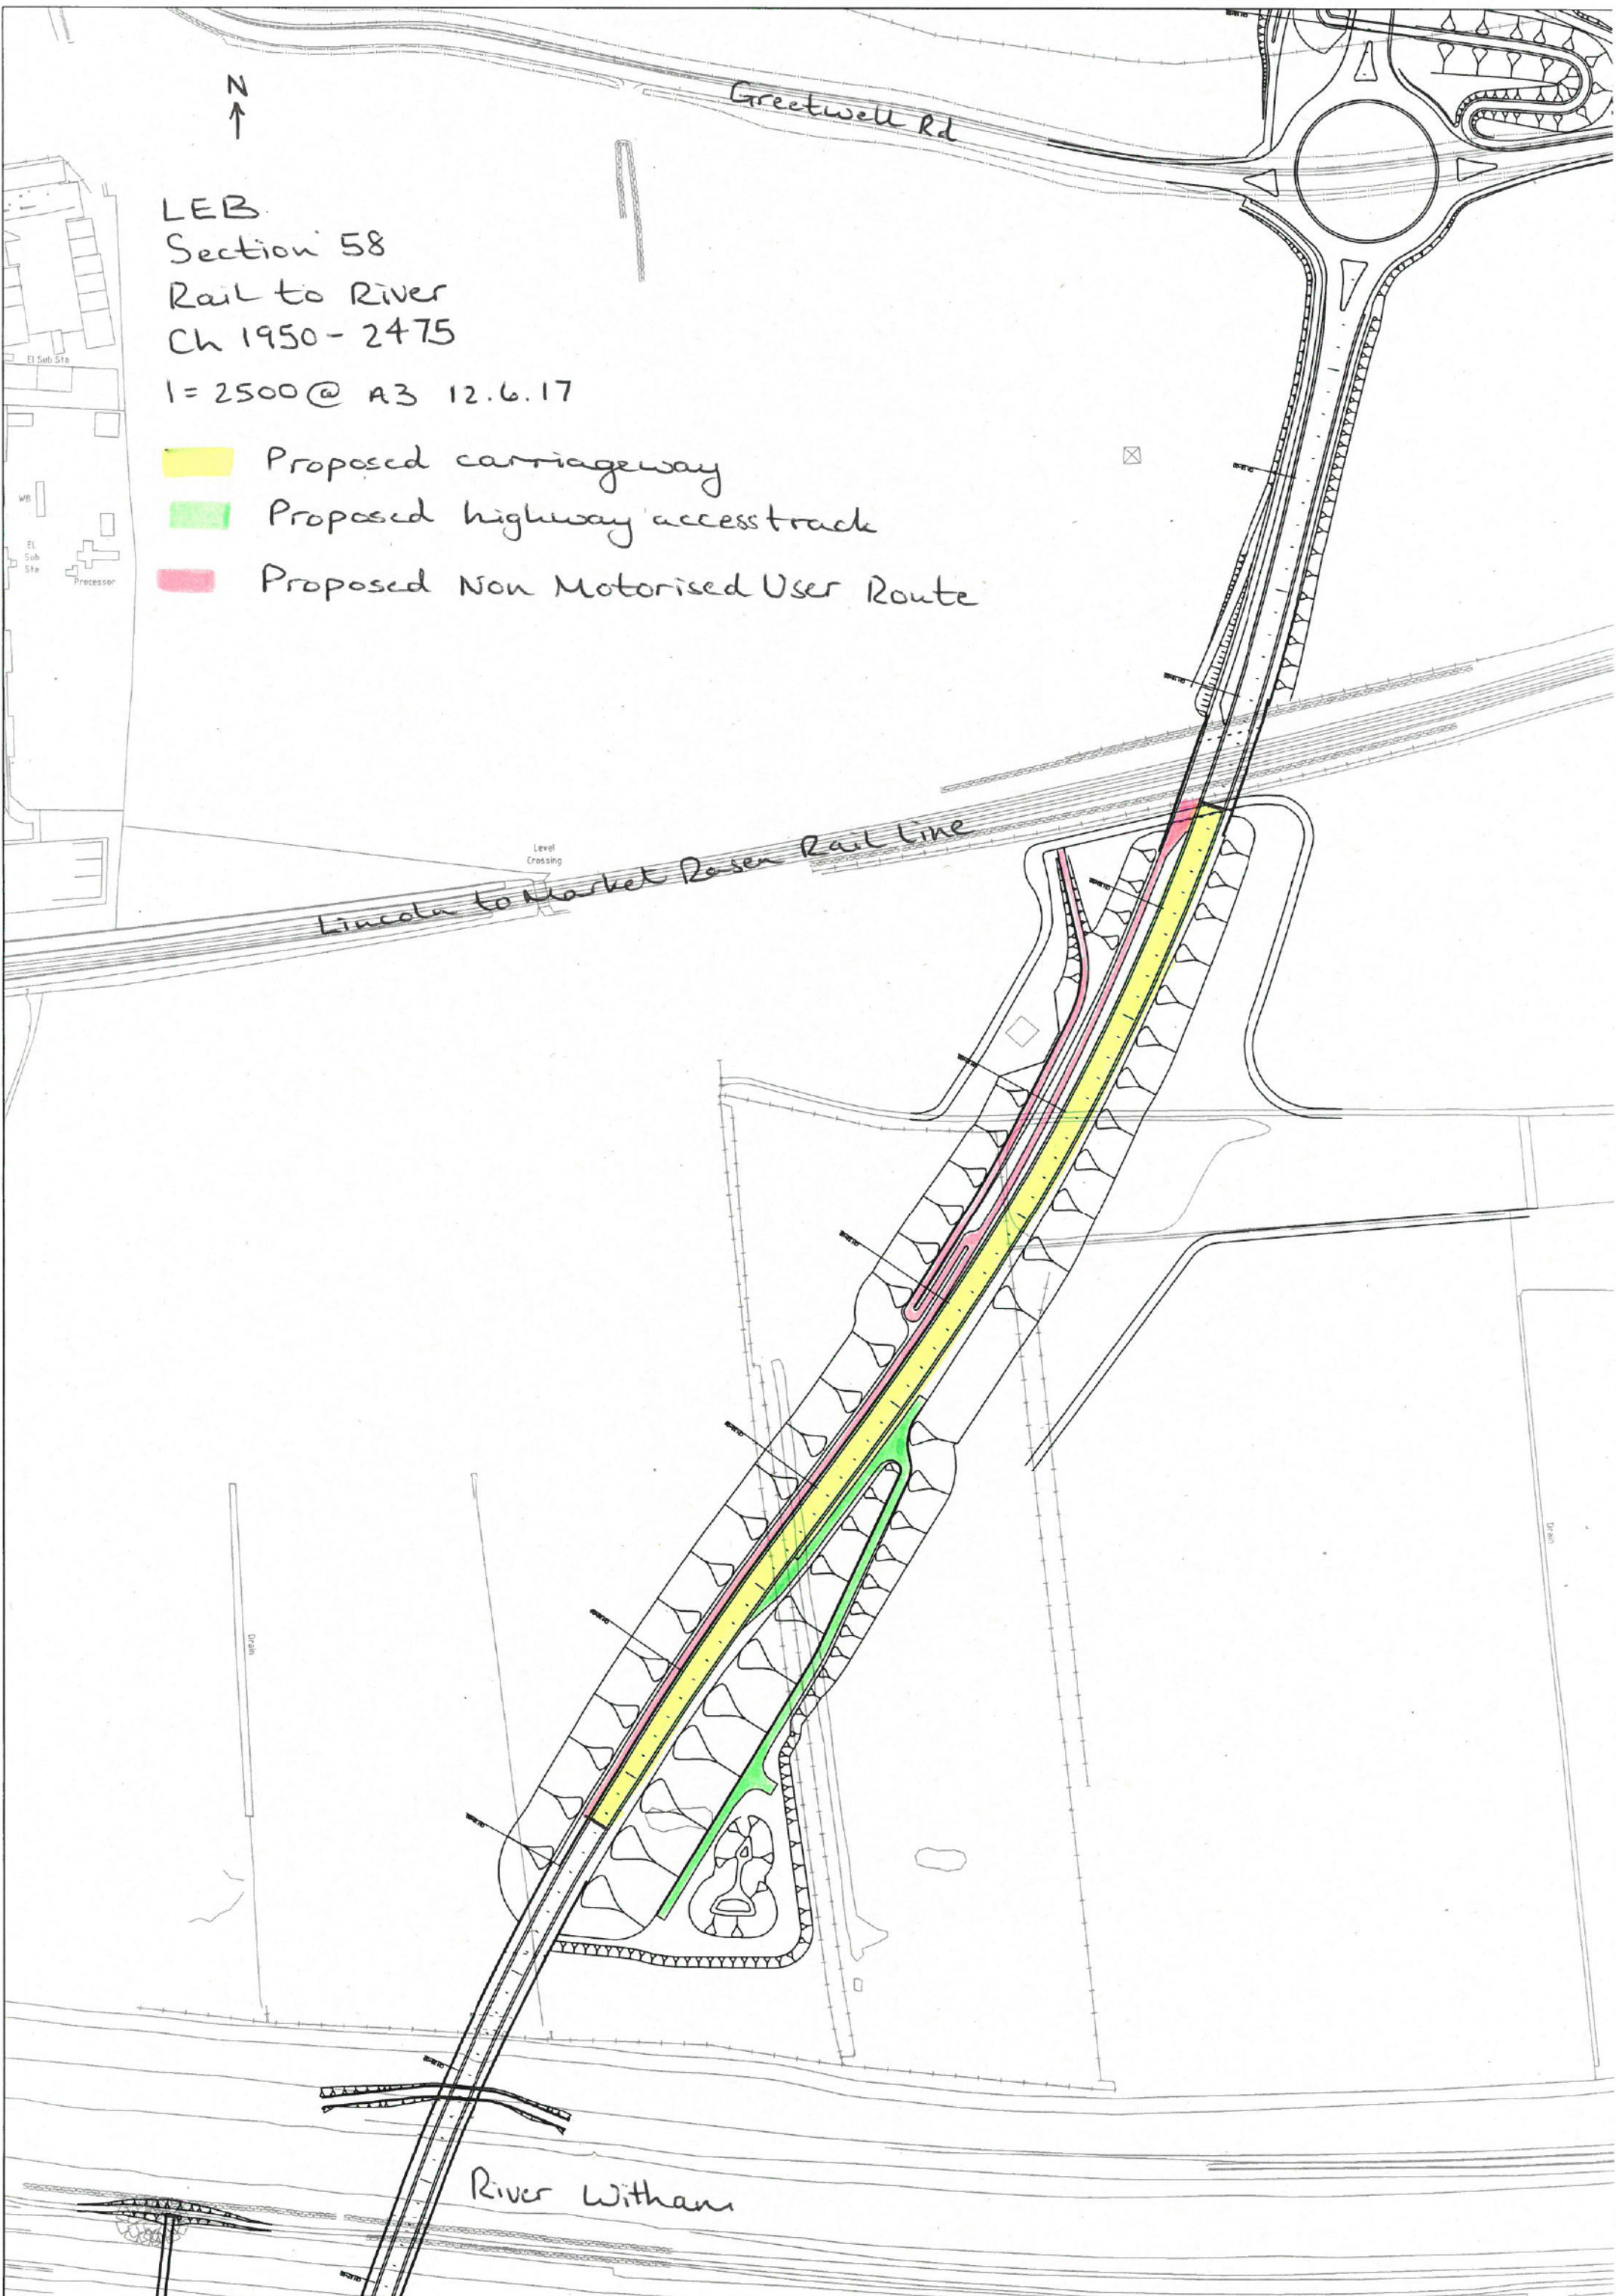 N
Greetwell Rd
LEB
Section 58
Rail to River
Ch 1950 - 2475
1 = 2500 @ A3 12.6.17
Proposed carriageway
Proposed highway accesstrack
Proposed Non Motorised User Route
El Sub Sta
WB
EL
Sub
Sta
Processor
Level
Crossing
Lincoln to Market Rasen Rail Line
Drain
Drain
River Witham